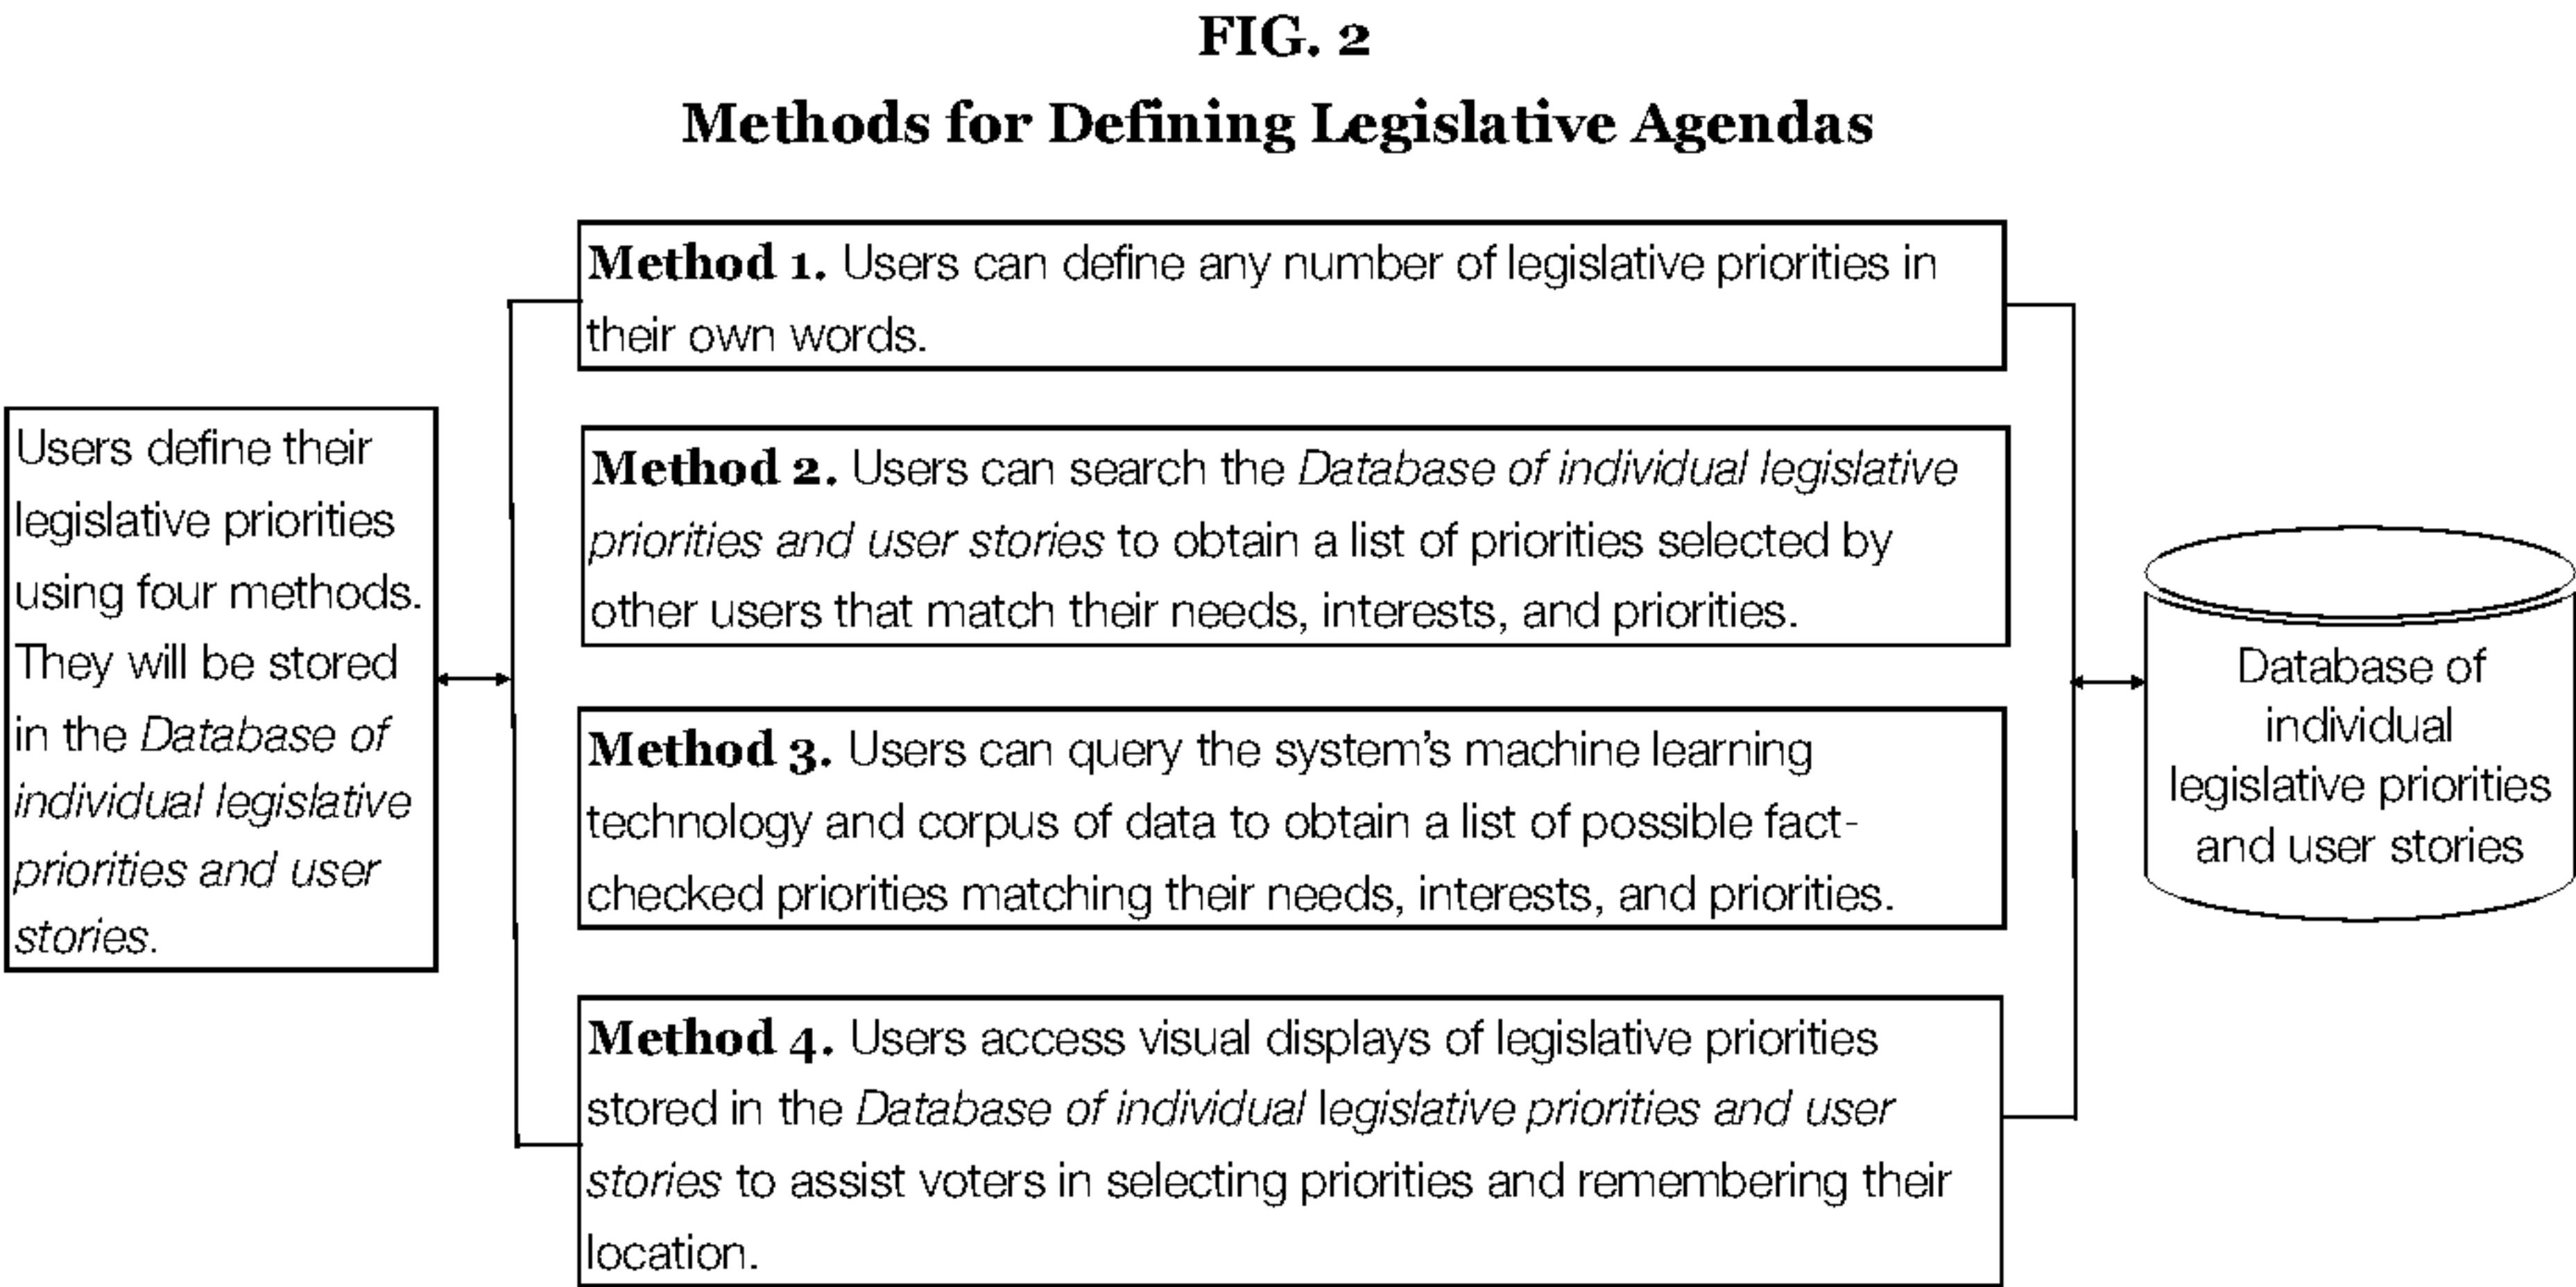 FIG. 2
Methods for Defining Legislative Agendas
Users define their
legislative priorities
using four methods.
They will be stored
in the Database of
individual legislative
priorities and user
stories.
Method 1. Users can define any number of legislative priorities in
their own words.
Method 2. Users can search the Database of individual legislative
priorities and user stories to obtain a list of priorities selected by
other users that match their needs, interests, and priorities.
Method 3. Users can query the system's machine learning
technology and corpus of data to obtain a list of possible fact-
checked priorities matching their needs, interests, and priorities.
Method 4. Users access visual displays of legislative priorities
stored in the Database of individual legislative priorities and user
stories to assist voters in selecting priorities and remembering their
location.
Database of
individual
legislative priorities
and user stories